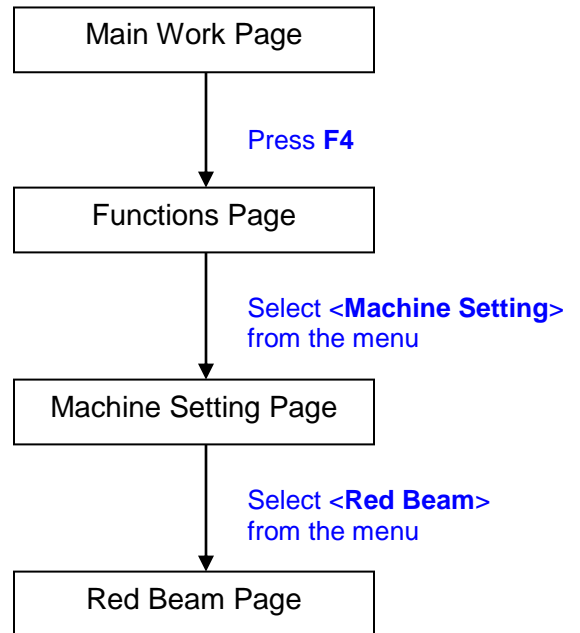 Main Work Page
Press F4
Functions Page
Select <Machine Setting>
from the menu
Machine Setting Page
Select <Red Beam>
from the menu
Red Beam Page